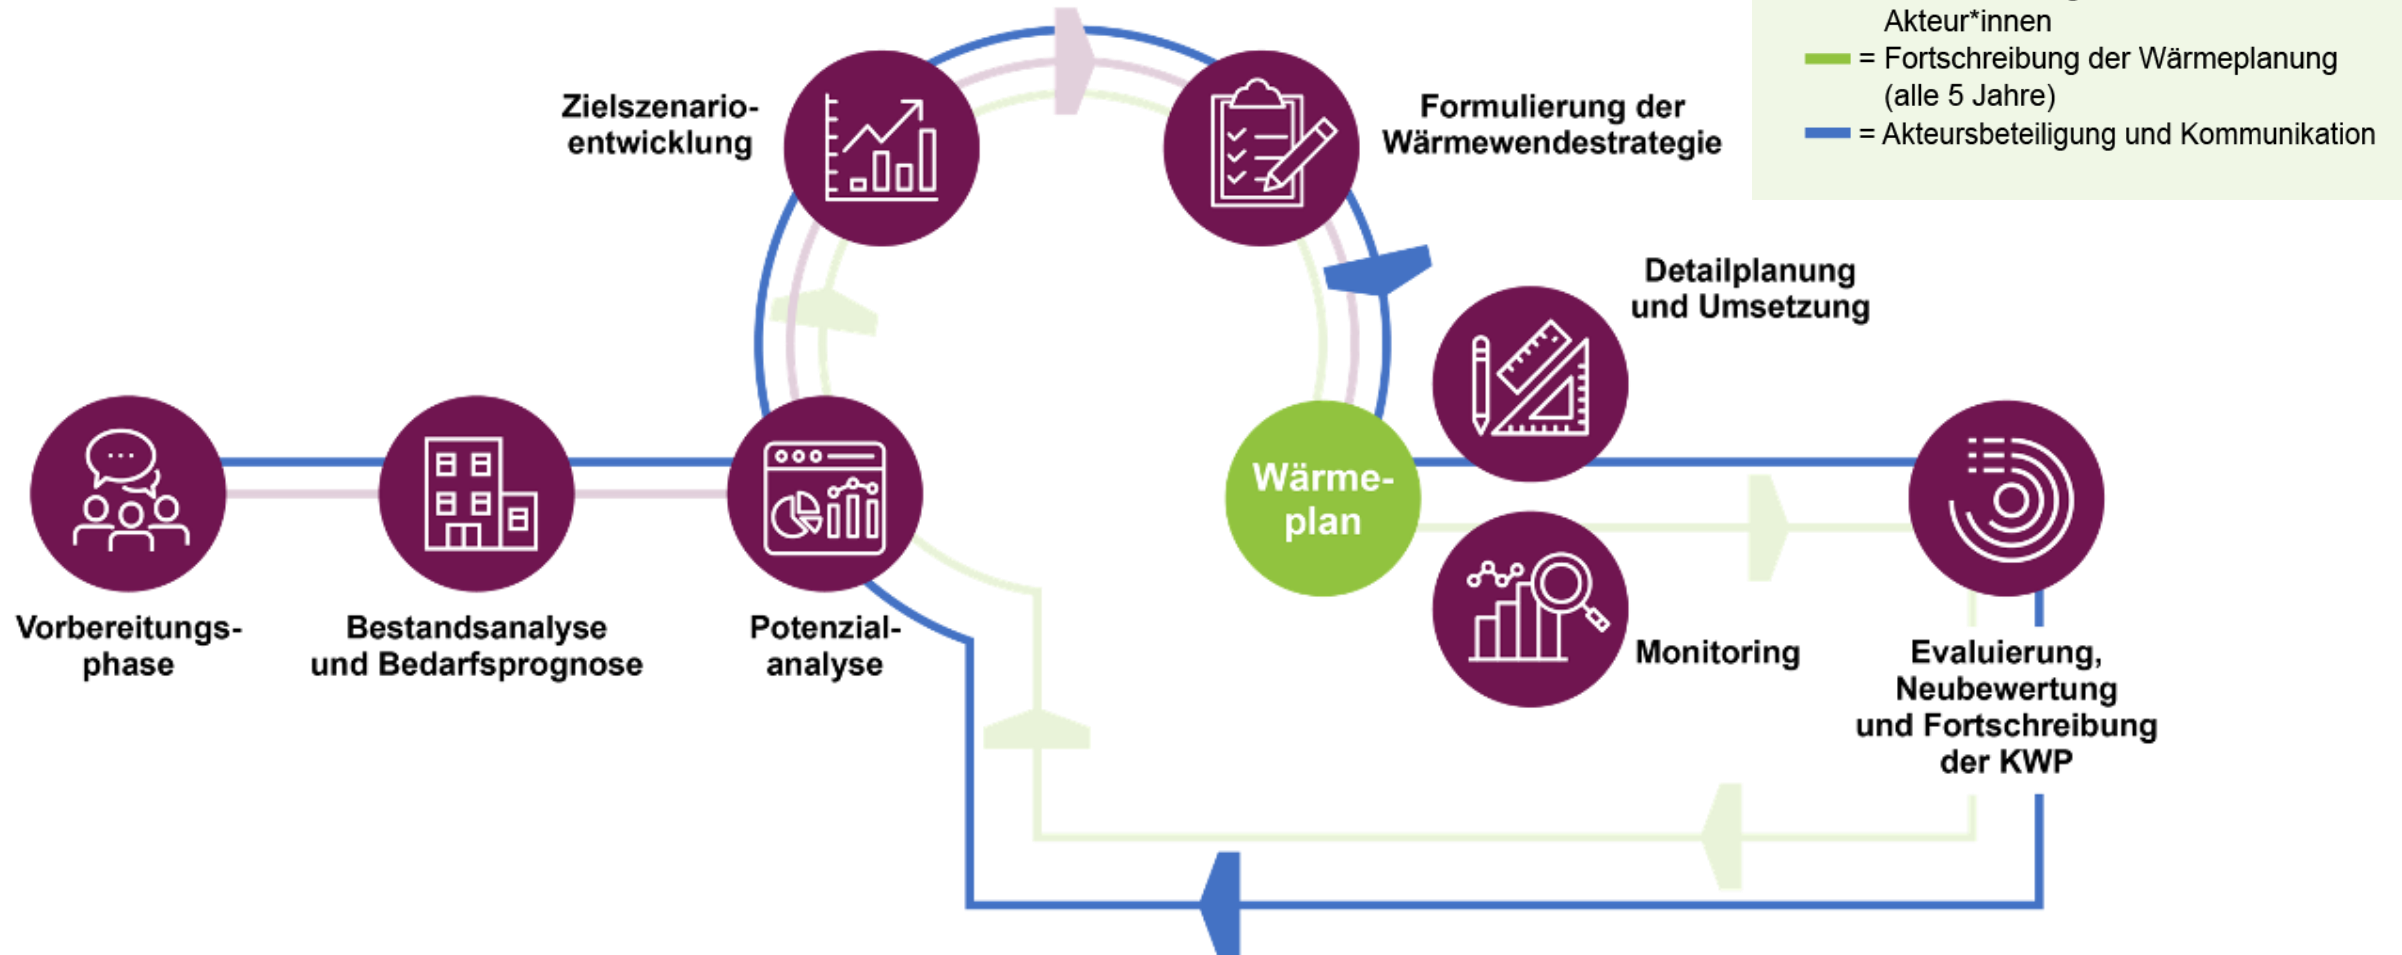 Akteur*innen
= Fortschreibung der Wärmeplanung
(alle 5 Jahre)
= Akteursbeteiligung und Kommunikation
Zielszenario-
entwicklung
Formulierung der
Wärmewendestrategie
Detailplanung
und Umsetzung
Wärme-
plan
Vorbereitungs-
phase
Bestandsanalyse
und Bedarfsprognose
Potenzial-
analyse
Monitoring
Evaluierung,
Neubewertung
und Fortschreibung
der KWP